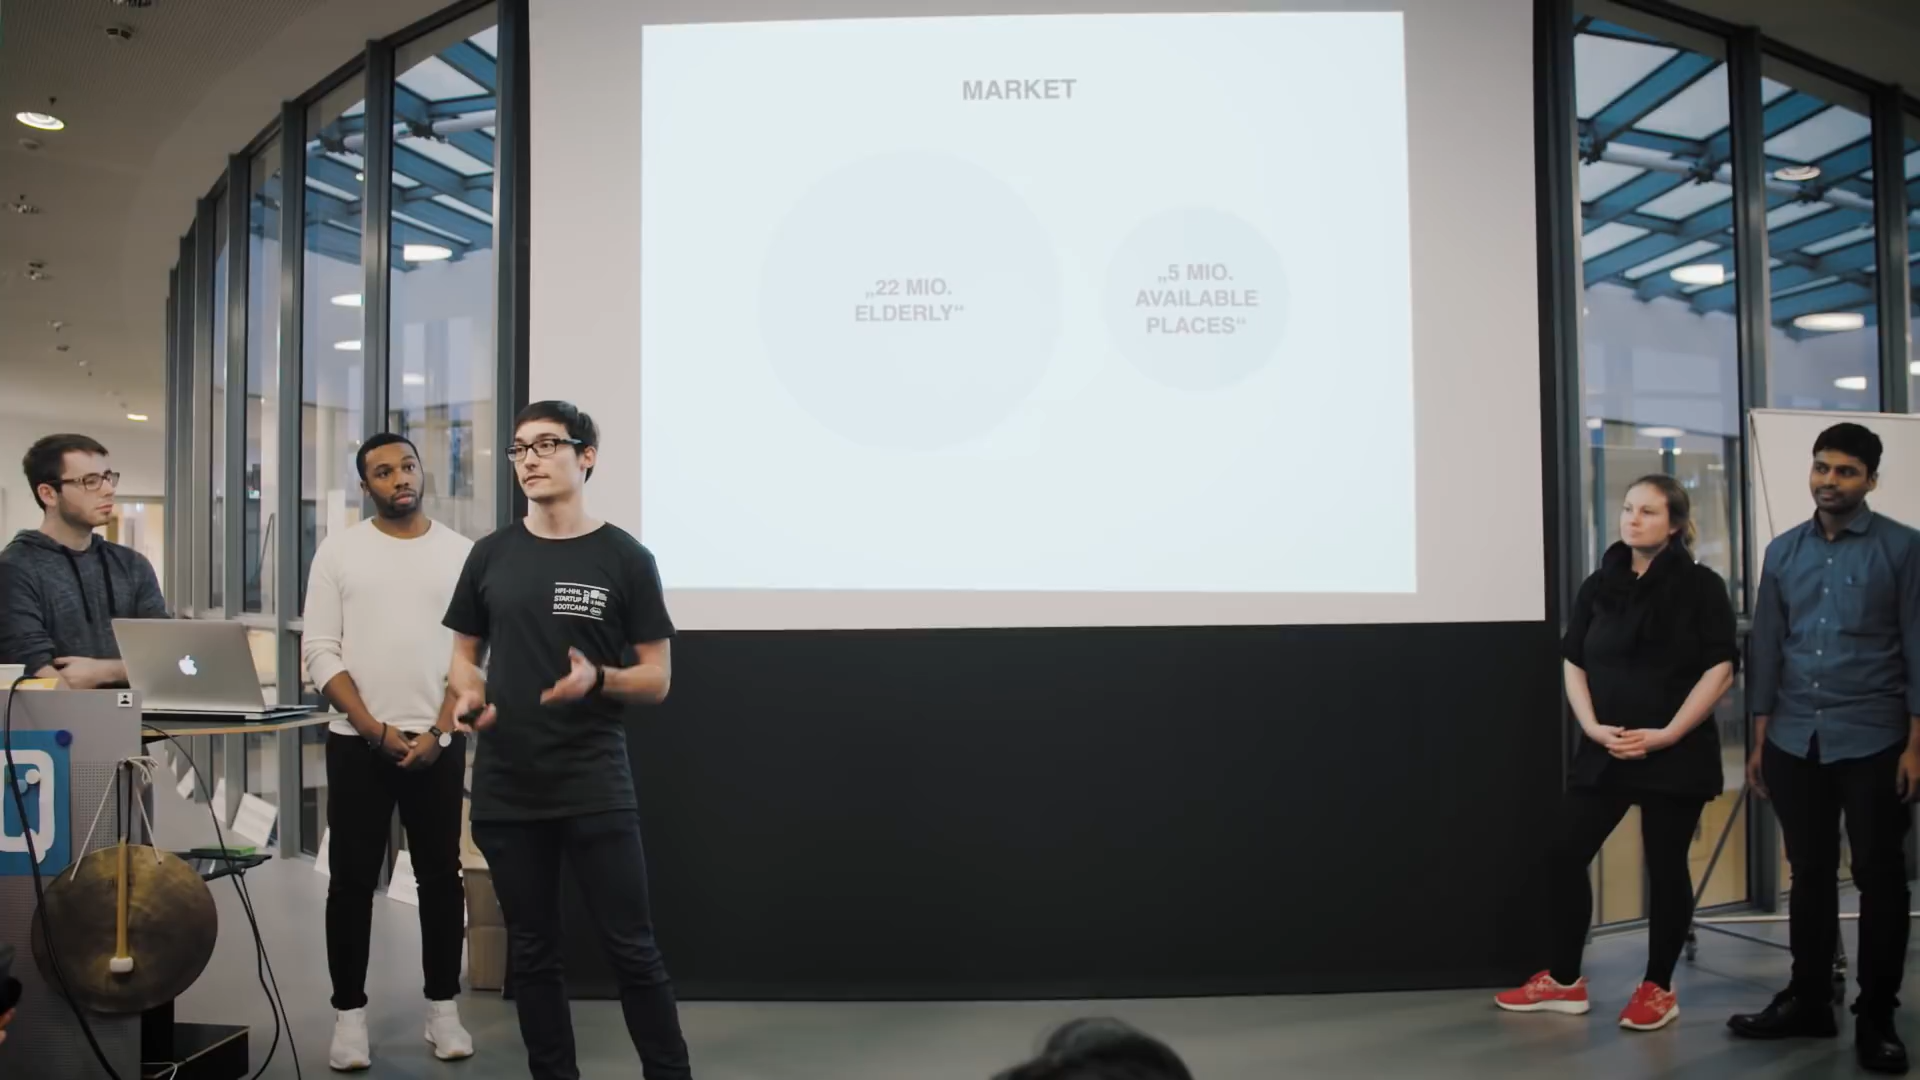 MARKET
„22 MIO.
ELDERLY“
„5 MIO.
AVAILABLE
PLACES“
HPI-HHL
STARTUP
BOOTCAMP